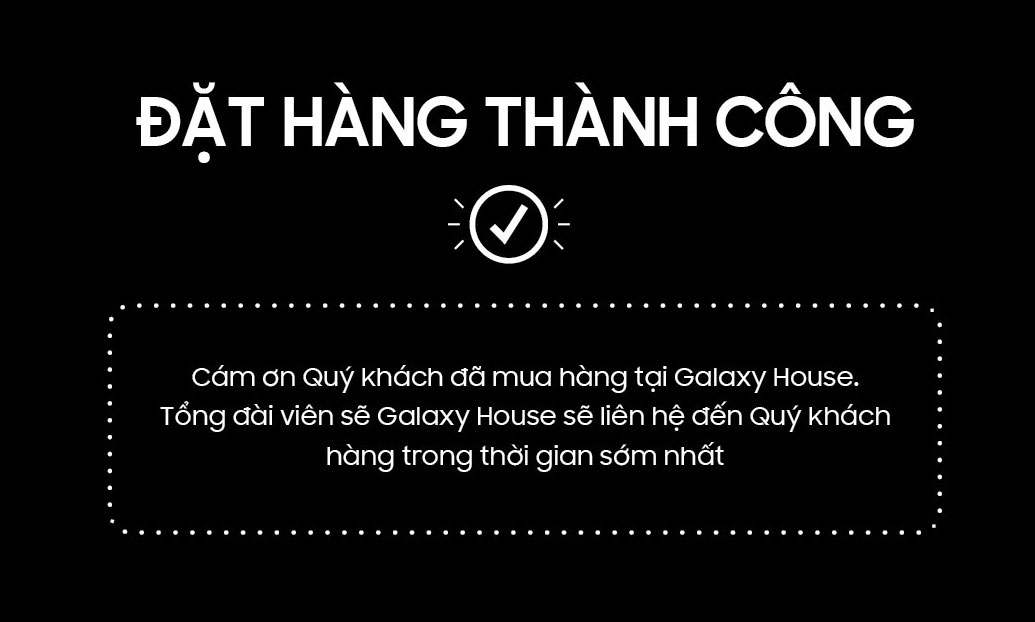 ĐẶT HÀNG THÀNH CÔNG
Cám ơn Quý khách đã mua hàng tại Galaxy House.
Tổng đài viên sẽ Galaxy House sẽ liên hệ đến Quý khách
hàng trong thời gian sớm nhất